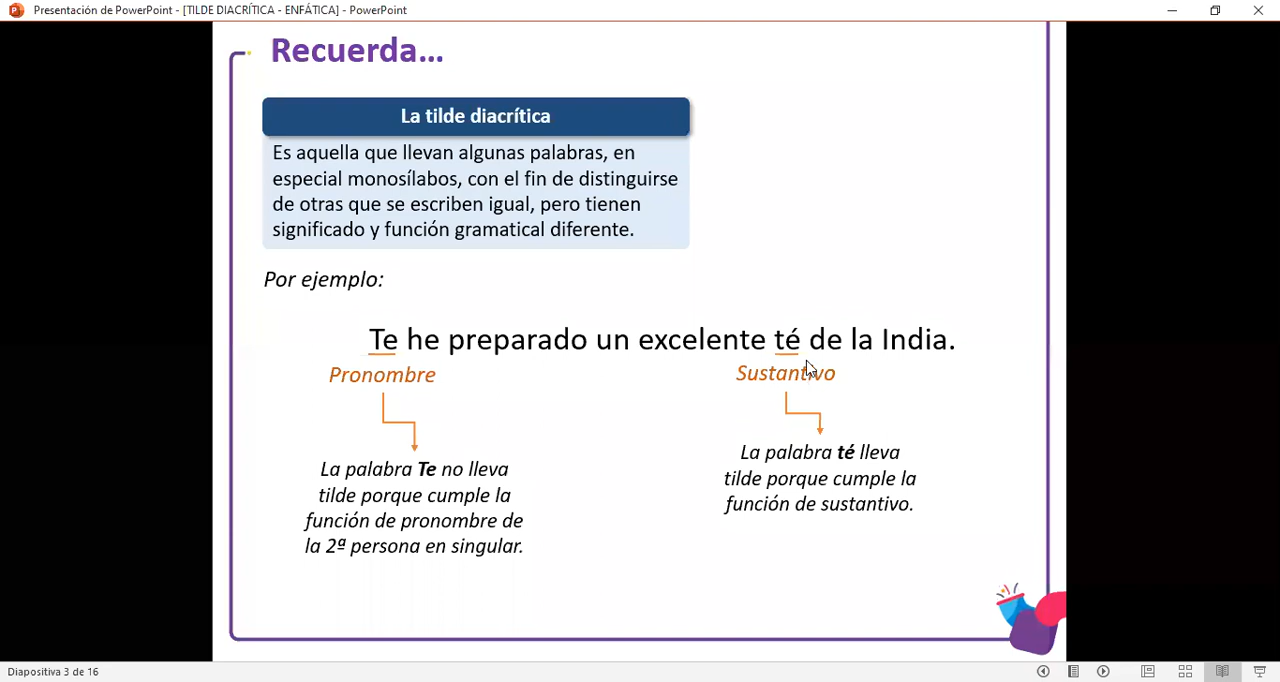 Presentación de PowerPoint - [TILDE DIACRÍTICA - ENFÁTICA] - PowerPoint
Recuerda...
La tilde diacrítica
Es aquella que llevan algunas palabras, en
especial monosílabos, con el fin de distinguirse
de otras que se escriben igual, pero tienen
significado y función gramatical diferente.
Por ejemplo:
Te he preparado un excelente té de la India.
Pronombre
La palabra Te no lleva
tilde porque cumple la
función de pronombre de
la 2ª persona en singular.
Sustantivo
La palabra té lleva
tilde porque cumple la
función de sustantivo.
Diapositiva 3 de 16